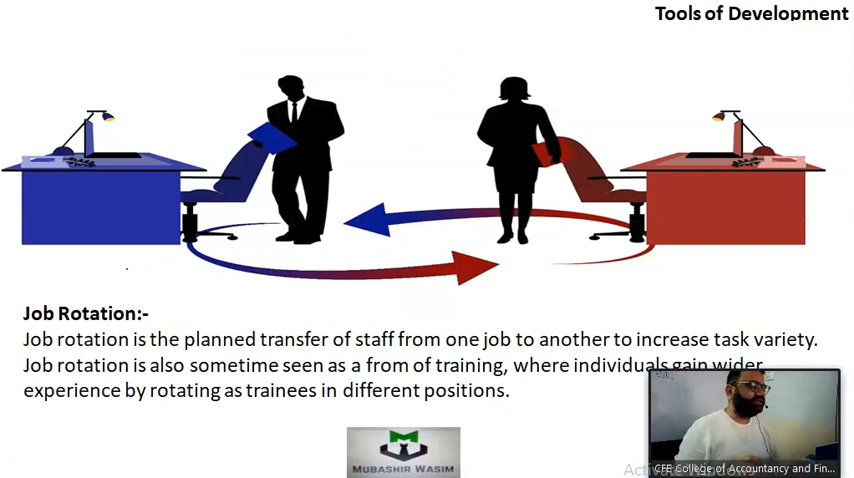 Tools of Development
Job Rotation:-
Job rotation is the planned transfer of staff from one job to another to increase task variety.
Job rotation is also sometime seen as a from of training, where individuals gain wider
experience by rotating as trainees in different positions.
MUBASHIR WASIM
Activate Windows
CFE College of Accountancy and Fin...